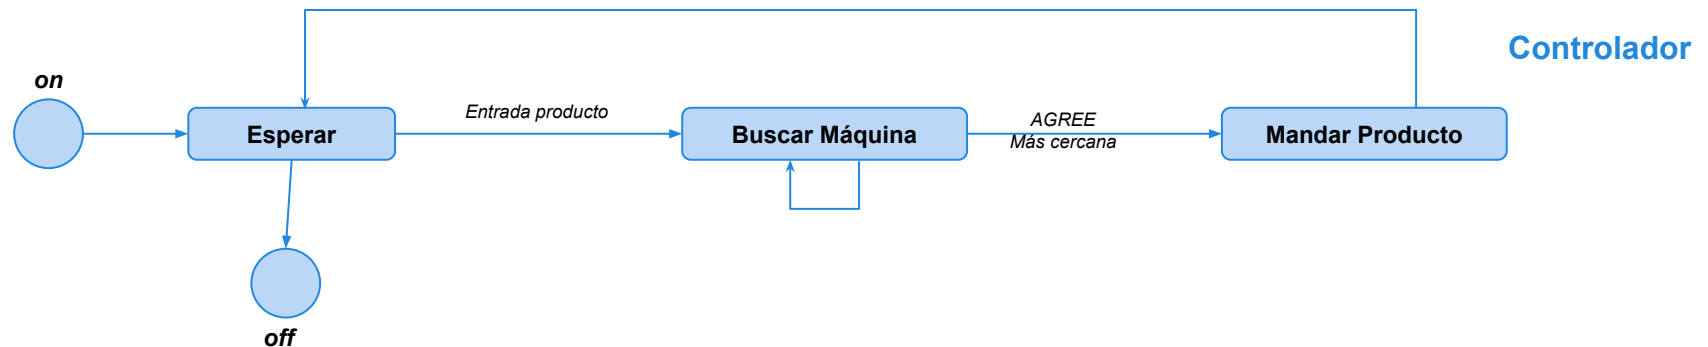 Controlador
on
Esperar
Entrada producto
Buscar Máquina
AGREE
Más cercana
Mandar Producto
off